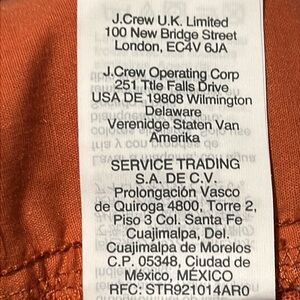 J.Crew U.K. Limited
100 New Bridge Street
London, EC4V 6JA
J.Crew Operating Corp
251 Ttle Falls Drive
USA DE 19808 Wilmington
Delaware
Verenidge Staten Van
Amerika
SERVICE TRADING
S.A. DE C.V.
Prolongación Vasco
de Quiroga 4800, Torre 2,
Piso 3 Col. Santa Fe
Cuajimalpa, Del.
Cuajimalpa de Morelos
C.P. 05348, Ciudad de
México, MÉXICO
RFC: STR921014AR0